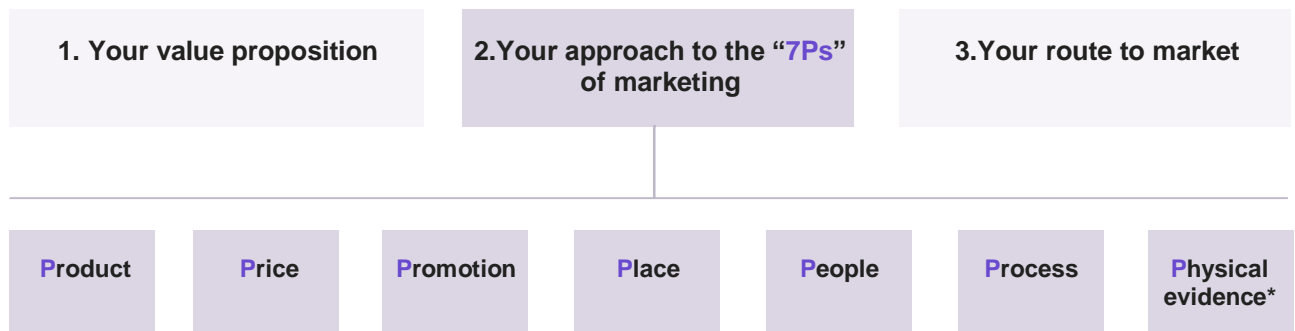 1. Your value proposition
2.Your approach to the “7Ps”
of marketing
3.Your route to market
Product
Price
Promotion
Place
People
Process
Physical
evidence*